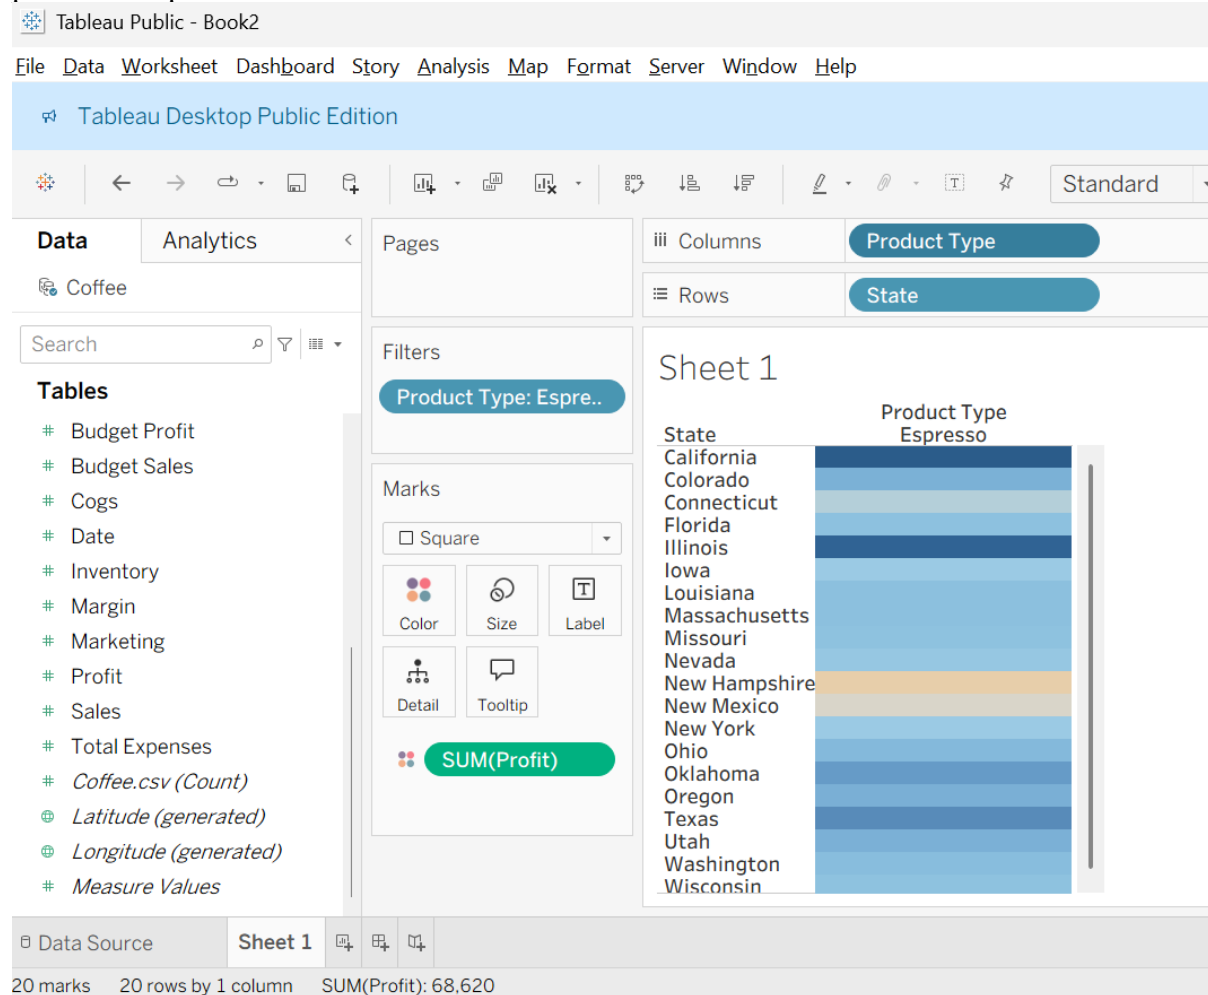 Tableau Public - Book2
File Data Worksheet Dashboard Story Analysis Map Format Server Window Help
Tableau Desktop Public Edition
Standard
Data Analytics
Coffee
Search
Tables
Budget Profit
Budget Sales
Cogs
Date
Inventory
Margin
Marketing
Profit
Sales
Total Expenses
Coffee.csv (Count)
Latitude (generated)
Longitude (generated)
Measure Values
Pages
Filters
Product Type: Espre..
Marks
Square
Color Size Label
Detail Tooltip
SUM(Profit)
Columns Product Type
Rows State
Sheet 1
Product Type
State Espresso
California
Colorado
Connecticut
Florida
Illinois
Iowa
Louisiana
Massachusetts
Missouri
Nevada
New Hampshire
New Mexico
New York
Ohio
Oklahoma
Oregon
Texas
Utah
Washington
Wisconsin
Data Source Sheet 1
20 marks 20 rows by 1 column SUM(Profit): 68,620